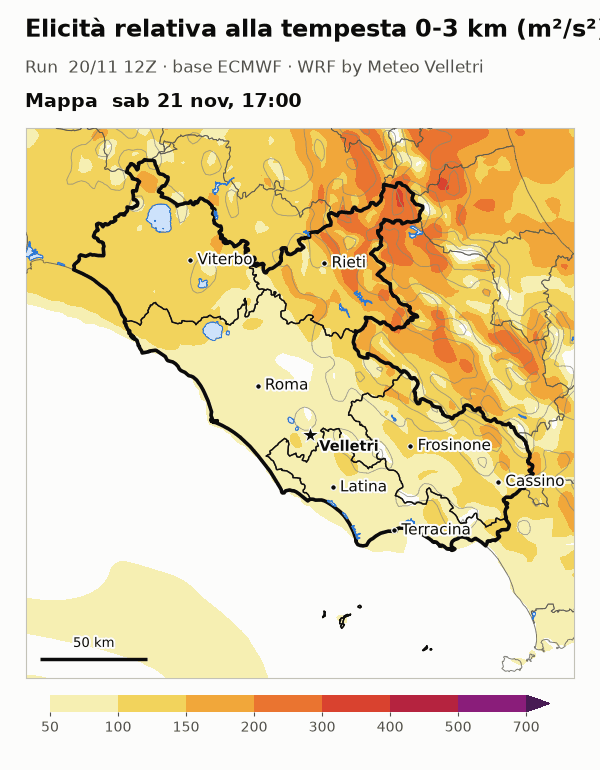 Elicità relativa alla tempesta 0-3 km (m²/s²)
Run  20/11 12Z · base ECMWF · WRF by Meteo Velletri
Mappa  sab 21 nov, 17:00
Viterbo
Rieti
Roma
Velletri
Frosinone
Cassino
Latina
Terracina
50 km
50 100 150 200 300 400 500 700